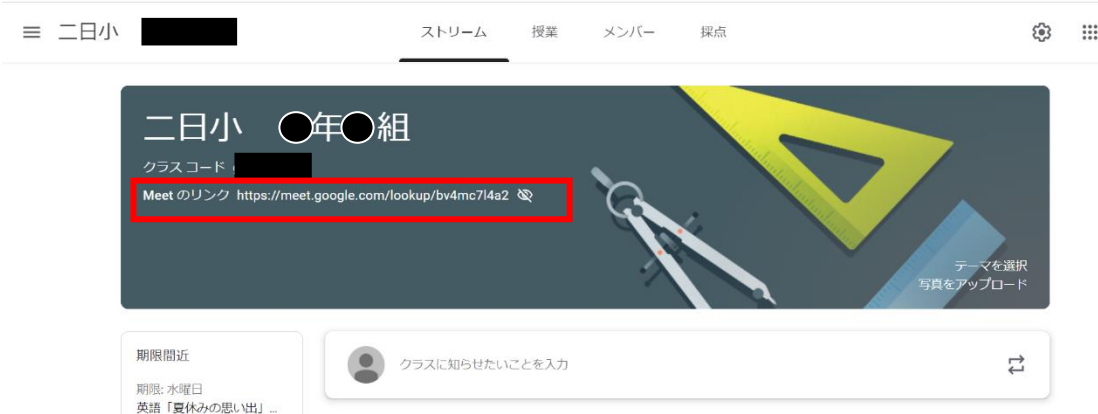 二日小
ストリーム 授業 メンバー 採点
二日小 ●年●組
クラス コード
Meet のリンク https://meet.google.com/lookup/bv4mc7l4a2
テーマを選択
写真をアップロード
期限間近
クラスに知らせたいことを入力
期限: 水曜日
英語「夏休みの思い出」...